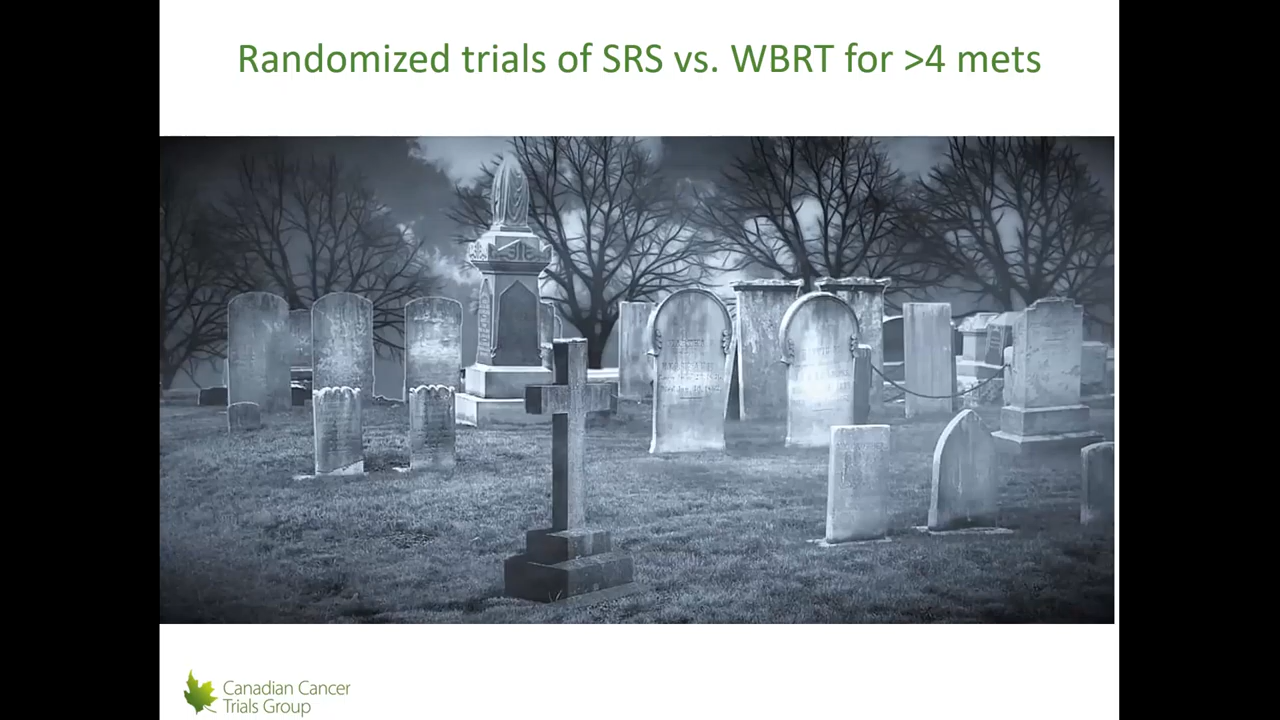 Randomized trials of SRS vs. WBRT for >4 mets
Canadian Cancer
Trials Group